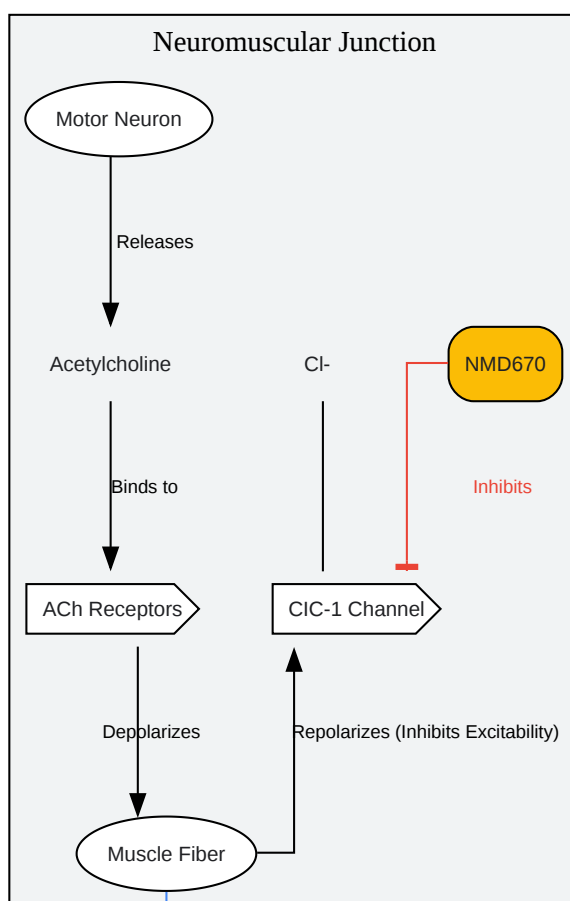 Neuromuscular Junction
Motor Neuron
Releases
Acetylcholine
Cl-
NMD670
Binds to
Inhibits
ACh Receptors
ClC-1 Channel
Depolarizes
Repolarizes (Inhibits Excitability)
Muscle Fiber